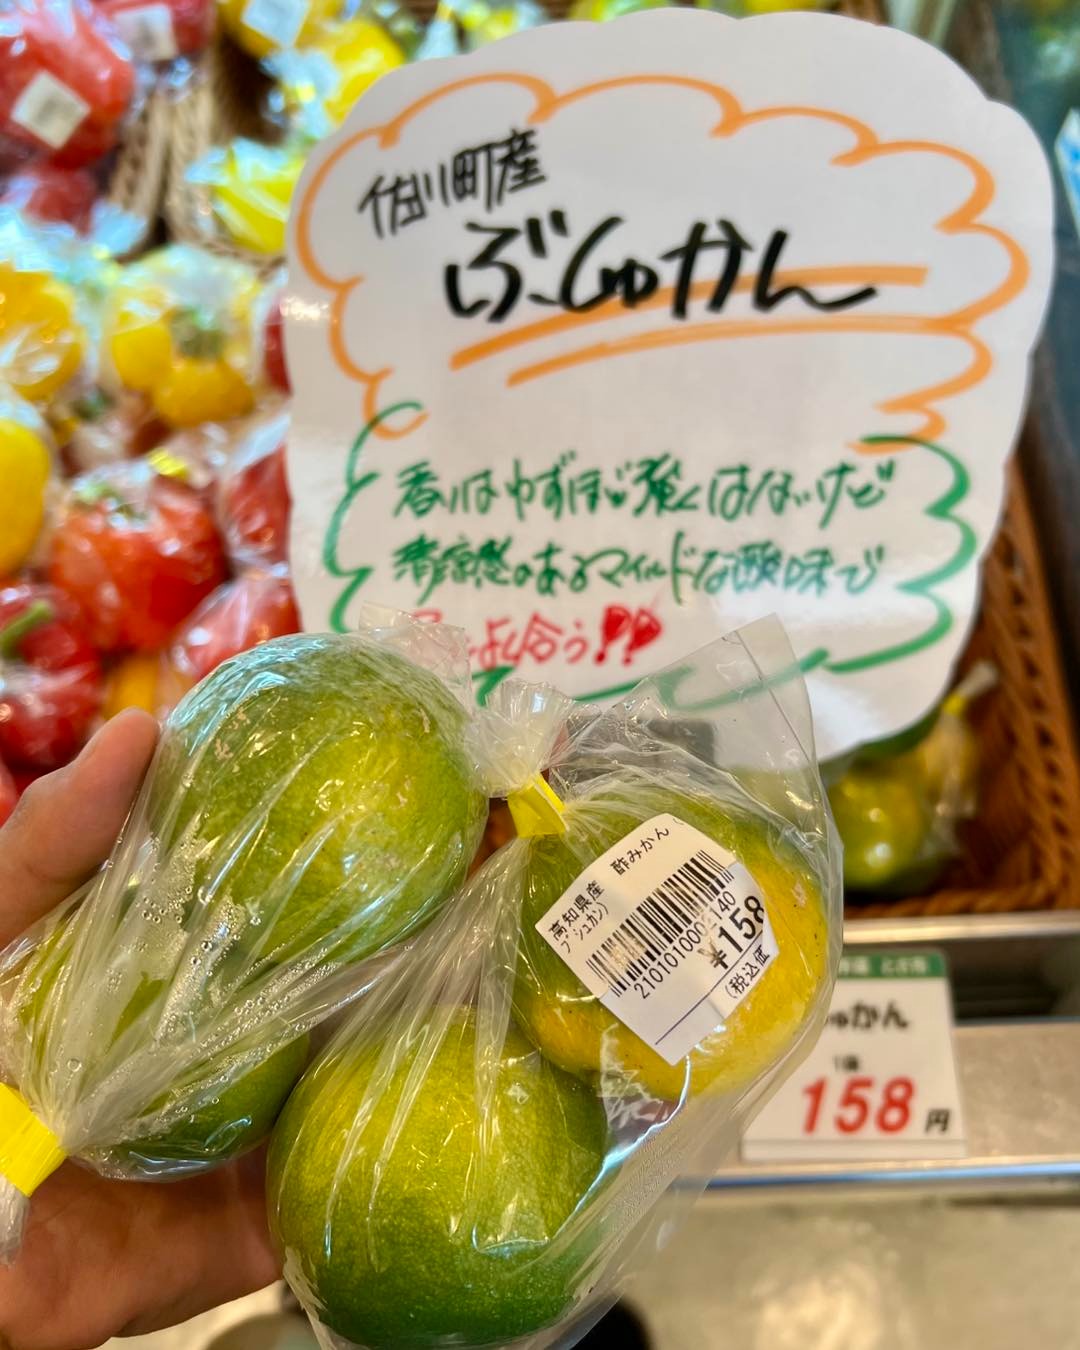 佐川町産
ぶしゅかん
香りはゆずほど強くはないけど
清涼感のあるマイルドな酸味で
よく合う!!
高知県産 酢みかん(
ブシュカン)
2101010002140
¥158
(税込価
ゅかん
158円